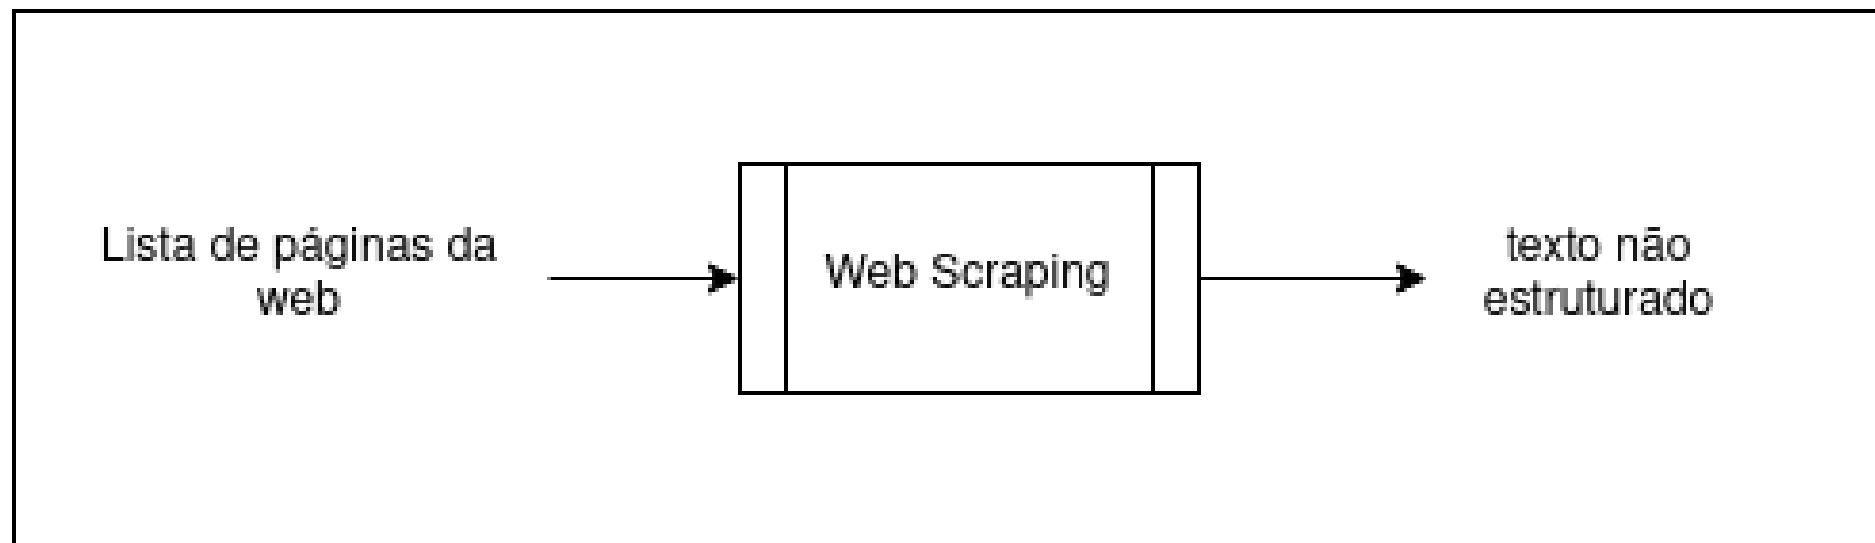 Lista de páginas da
web
Web Scraping
texto não
estruturado